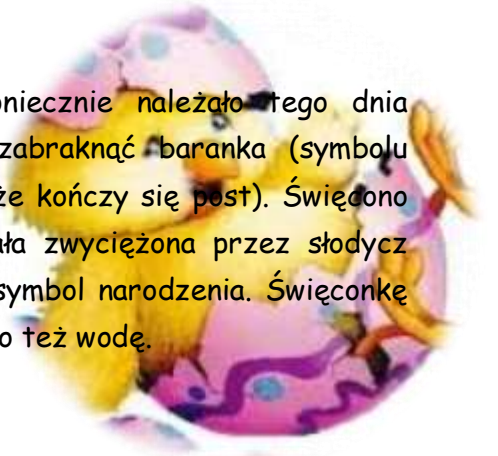 oniecznie należało tego dnia
zabraknąć baranka (symbolu
że kończy się post). Święcono
ała zwyciężona przez słodycz
symbol narodzenia. Święconkę
o też wodę.